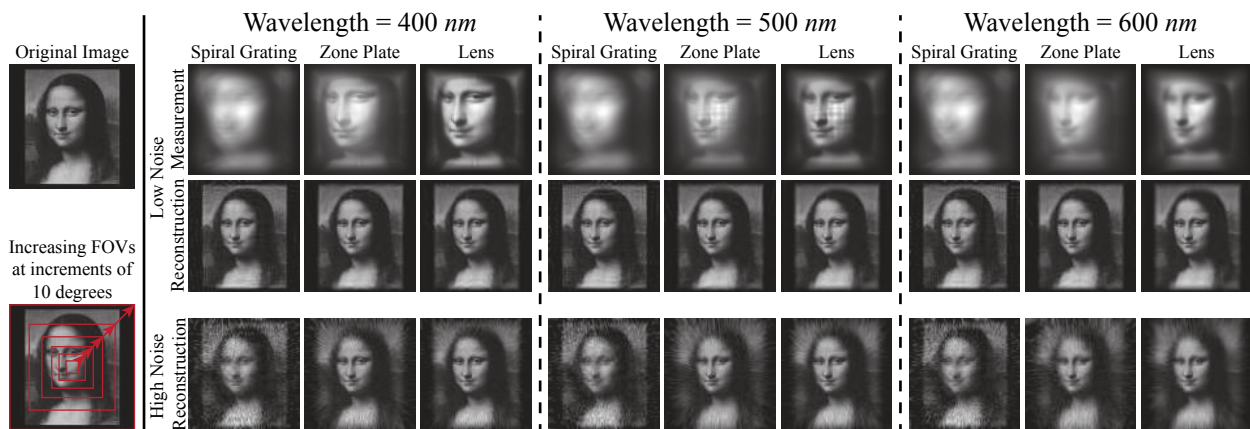 Wavelength = 400 nm
Wavelength = 500 nm
Wavelength = 600 nm
Original Image
Spiral Grating
Zone Plate
Lens
Spiral Grating
Zone Plate
Lens
Spiral Grating
Zone Plate
Lens
Low Noise
Measurement
Reconstruction
Increasing FOVs
at increments of
10 degrees
High Noise
Reconstruction